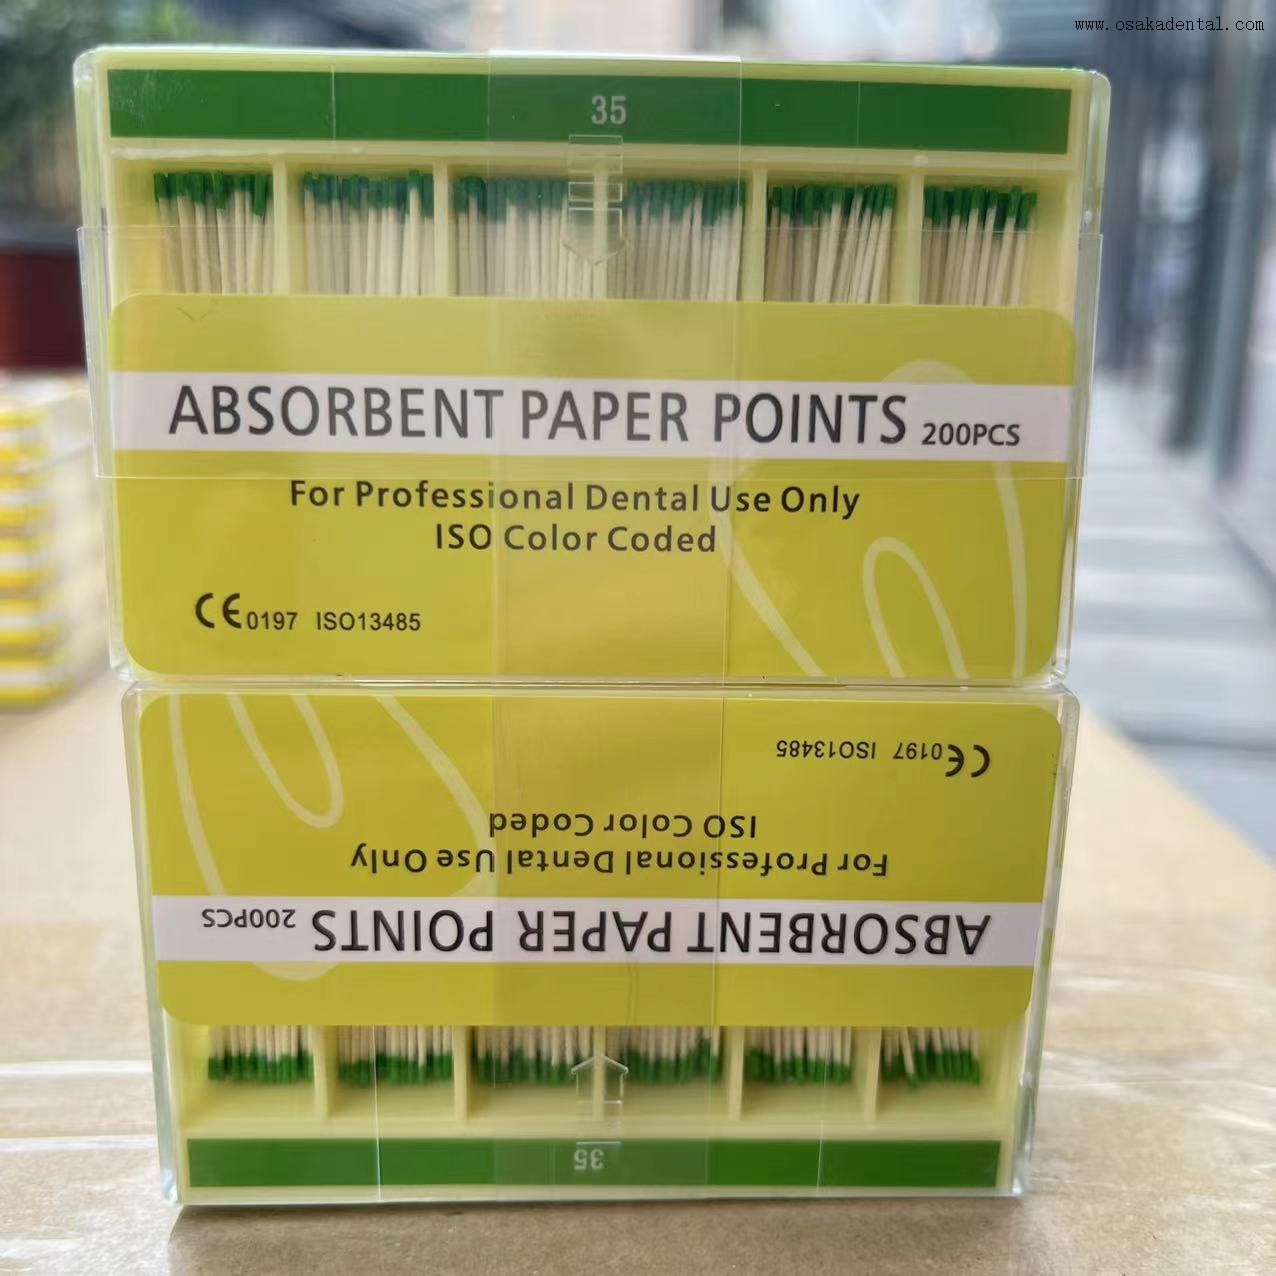 www.osakadental.com
35
ABSORBENT PAPER POINTS 200PCS
For Professional Dental Use Only
ISO Color Coded
CE0197 ISO13485
CE0197 ISO13485
ISO Color Coded
For Professional Dental Use Only
ABSORBENT PAPER POINTS 200PCS
35